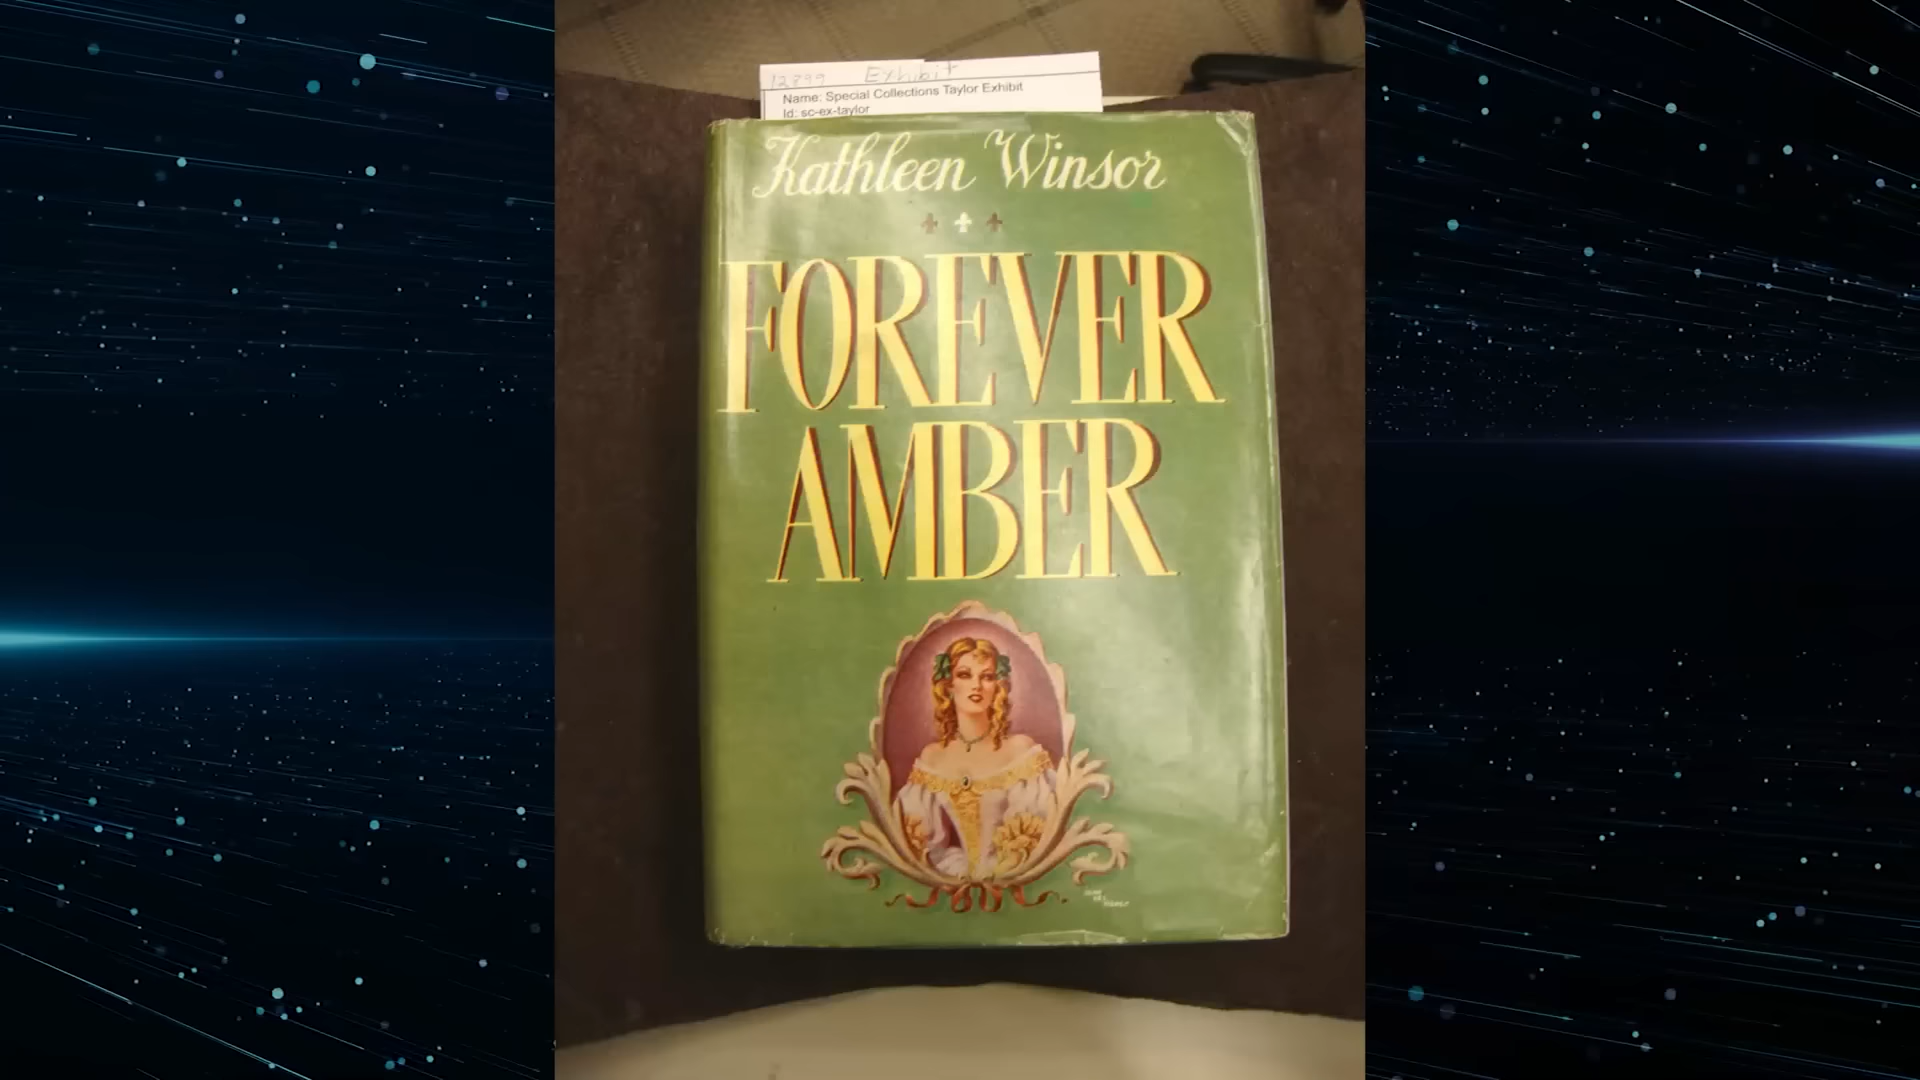 12899 Exhibit
Name: Special Collections Taylor Exhibit
Id: sc-ex-taylor
Kathleen Winsor
FOREVER
AMBER